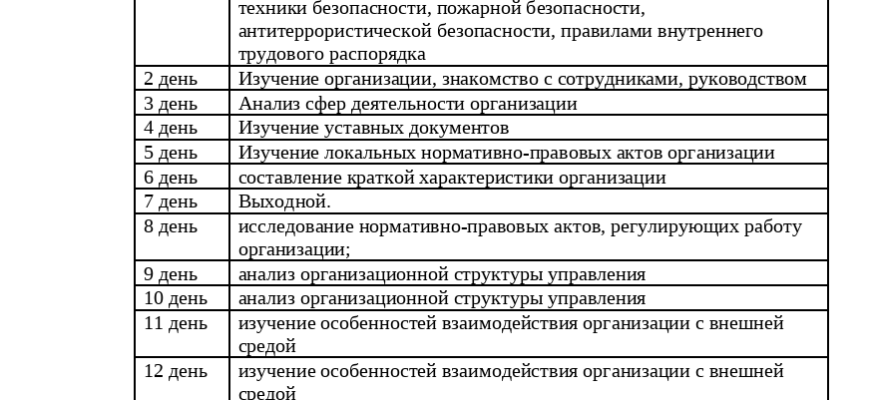 техники безопасности, пожарной безопасности,
антитеррористической безопасности, правилами внутреннего
трудового распорядка
2 день Изучение организации, знакомство с сотрудниками, руководством
3 день Анализ сфер деятельности организации
4 день Изучение уставных документов
5 день Изучение локальных нормативно-правовых актов организации
6 день составление краткой характеристики организации
7 день Выходной.
8 день исследование нормативно-правовых актов, регулирующих работу
организации;
9 день анализ организационной структуры управления
10 день анализ организационной структуры управления
11 день изучение особенностей взаимодействия организации с внешней
средой
12 день изучение особенностей взаимодействия организации с внешней
средой